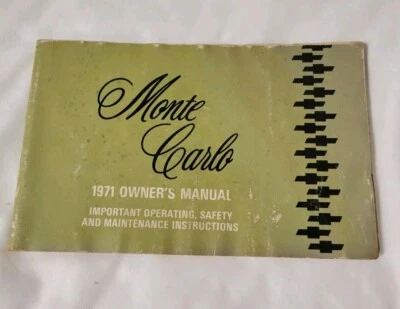 Monte
Carlo
1971 OWNER'S MANUAL
IMPORTANT OPERATING, SAFETY
AND MAINTENANCE INSTRUCTIONS